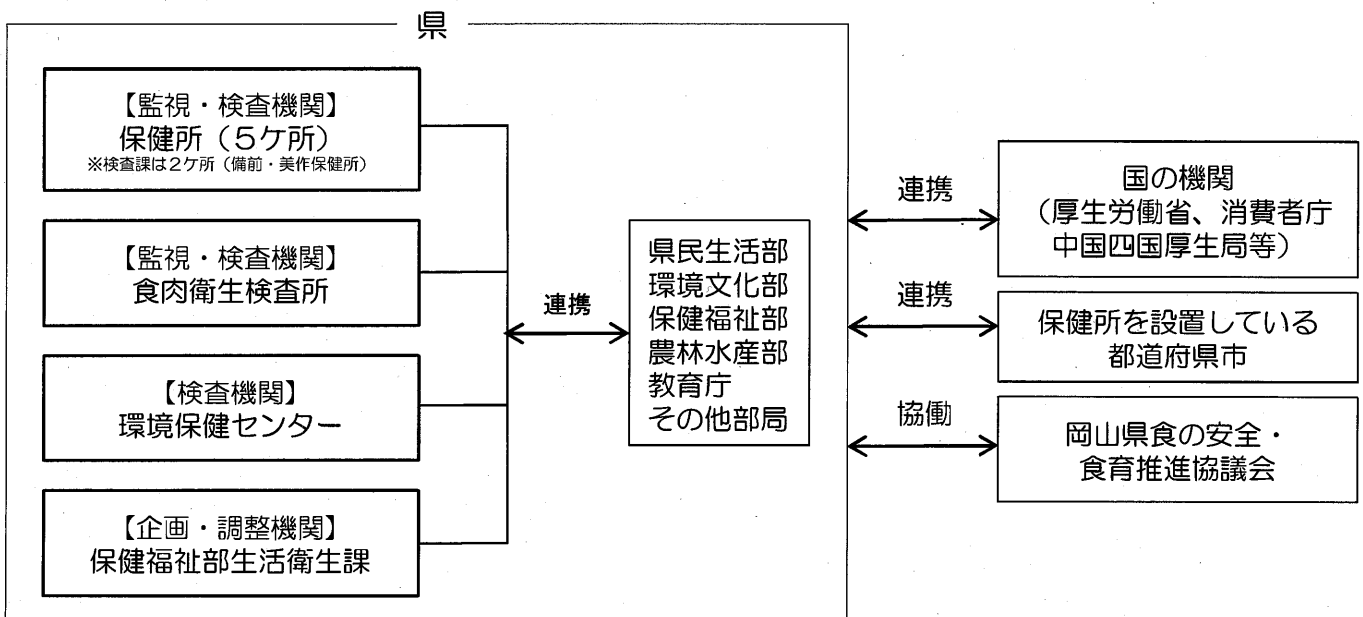 県
【監視・検査機関】
保健所（５ケ所）
※検査課は２ケ所（備前・美作保健所）
【監視・検査機関】
食肉衛生検査所
【検査機関】
環境保健センター
【企画・調整機関】
保健福祉部生活衛生課
連携
県民生活部
環境文化部
保健福祉部
農林水産部
教育庁
その他部局
連携
国の機関
（厚生労働省、消費者庁
中国四国厚生局等）
連携
保健所を設置している
都道府県市
協働
岡山県食の安全・
食育推進協議会